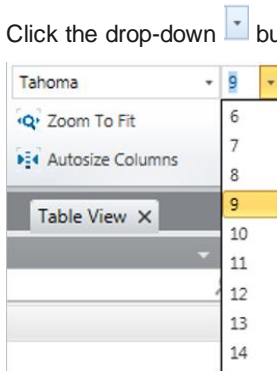 Click the drop-down
Tahoma 9
Zoom To Fit
Autosize Columns
Table View X
6
7
8
9
10
11
12
13
14